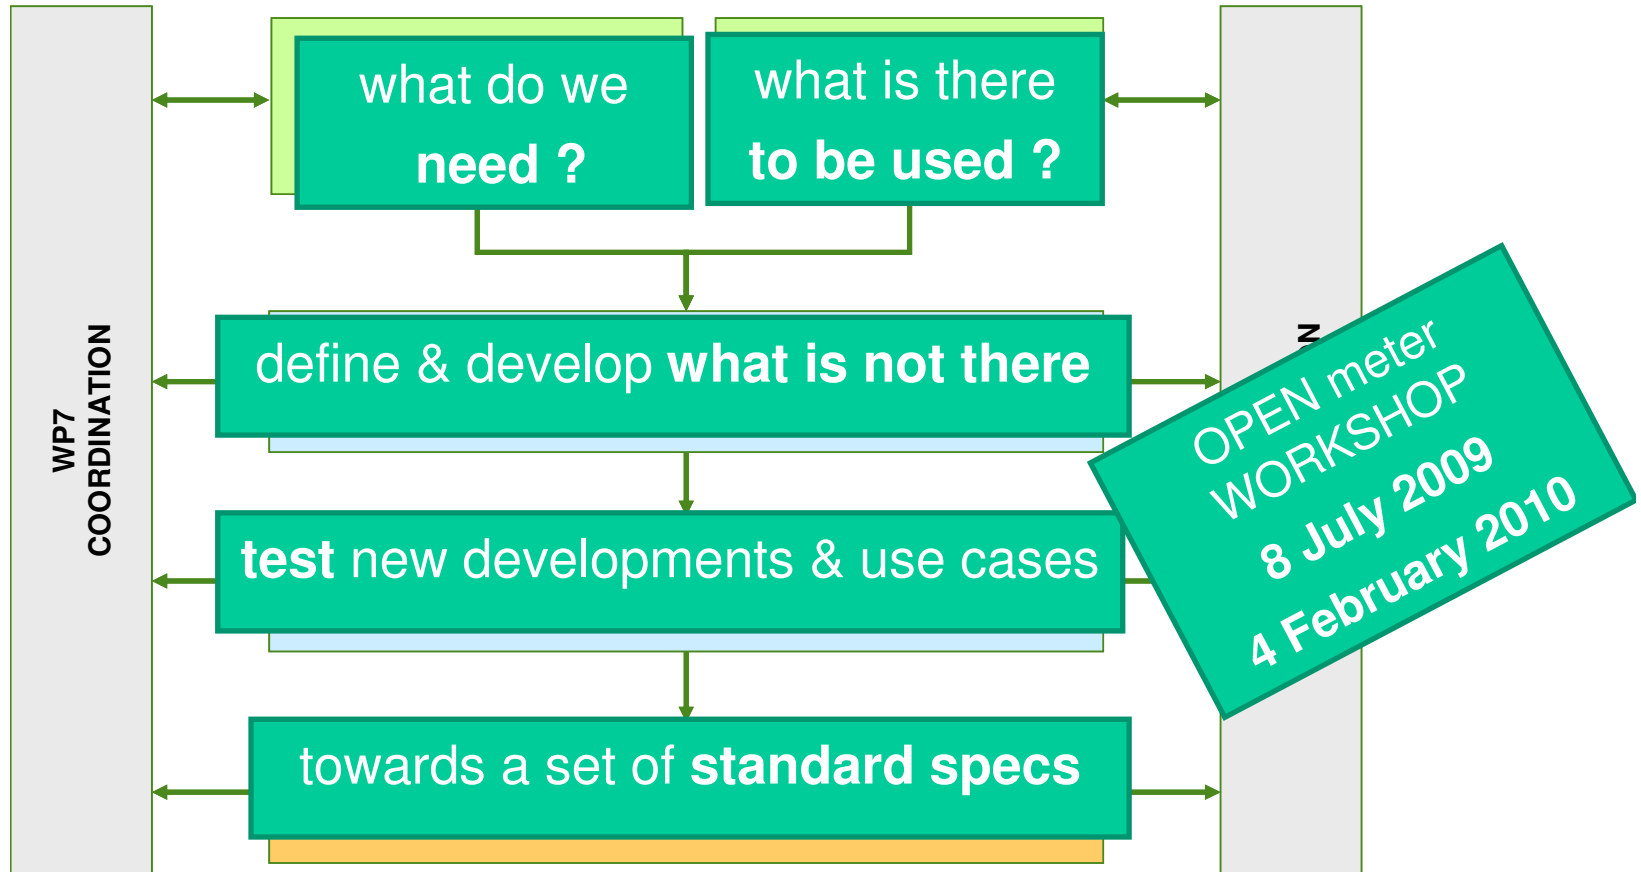 what do we
need ?
what is there
to be used ?
WP7
COORDINATION
define & develop what is not there
OPEN meter
WORKSHOP
8 July 2009
4 February 2010
test new developments & use cases
towards a set of standard specs